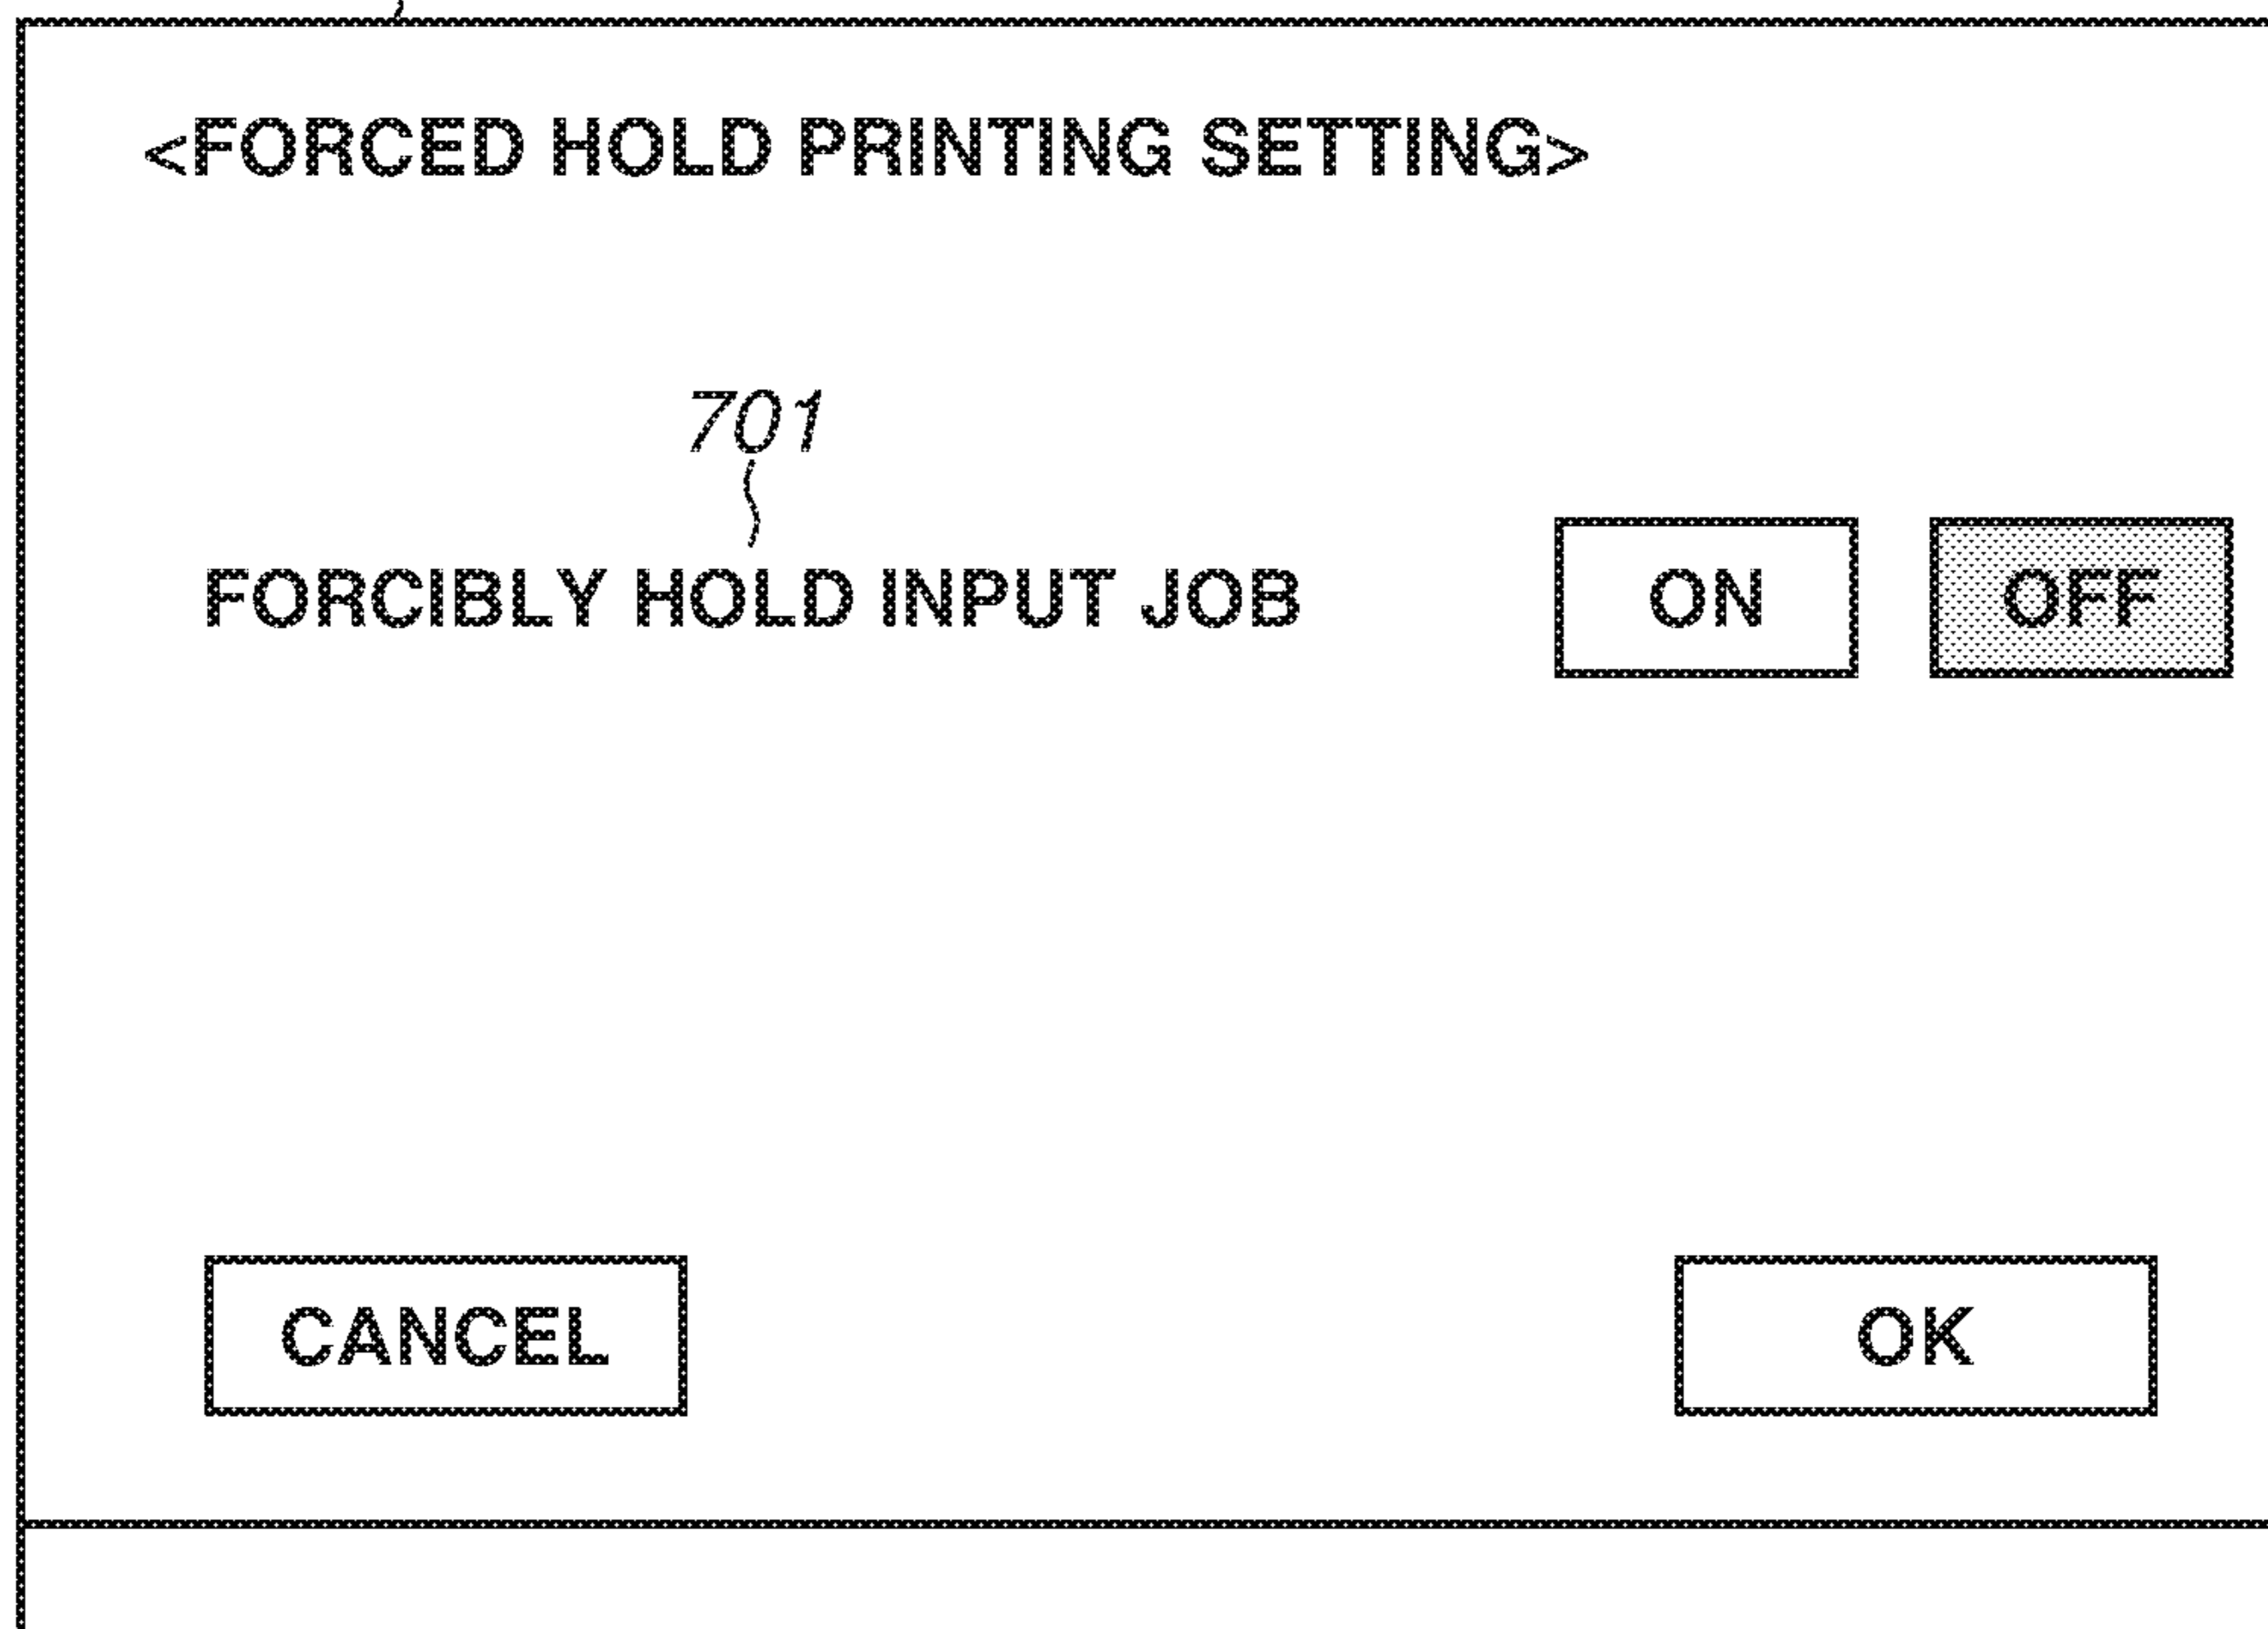 <FORCED HOLD PRINTING SETTING>
701
FORCIBLY HOLD INPUT JOB ON OFF
CANCEL OK